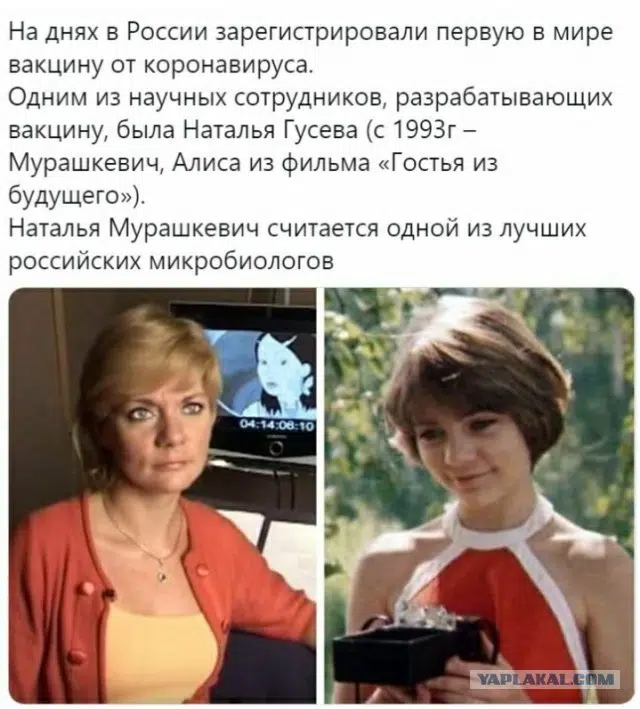 На днях в России зарегистрировали первую в мире
вакцину от коронавируса.
Одним из научных сотрудников, разрабатывающих
вакцину, была Наталья Гусева (с 1993г –
Мурашкевич, Алиса из фильма «Гостья из
будущего»).
Наталья Мурашкевич считается одной из лучших
российских микробиологов
04:14:06:10
YAPLAKAL.COM